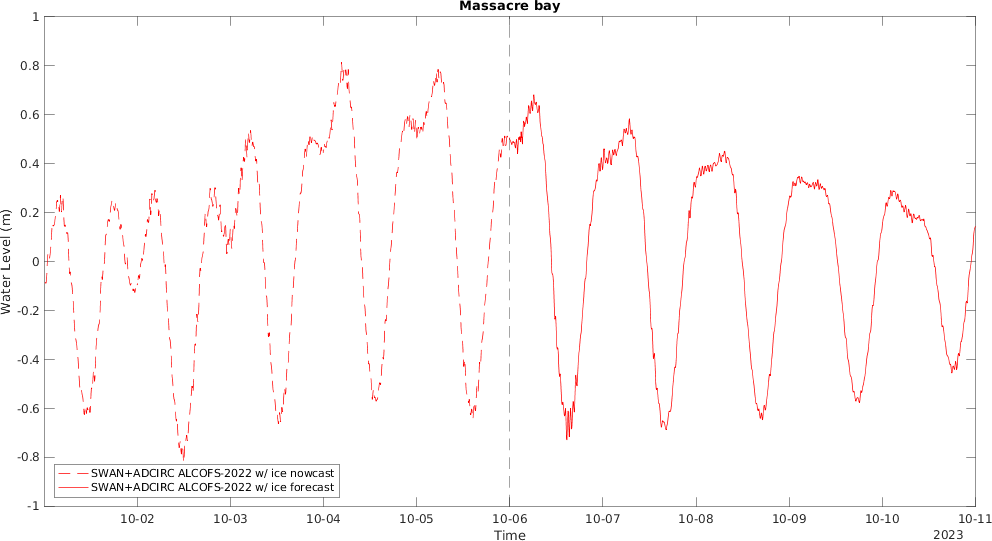 Massacre bay
1
0.8
0.6
0.4
0.2
0
-0.2
-0.4
-0.6
-0.8
-1
Water Level (m)
SWAN+ADCIRC ALCOFS-2022 w/ ice nowcast
SWAN+ADCIRC ALCOFS-2022 w/ ice forecast
10-02 10-03 10-04 10-05 10-06 10-07 10-08 10-09 10-10 10-11
Time
2023